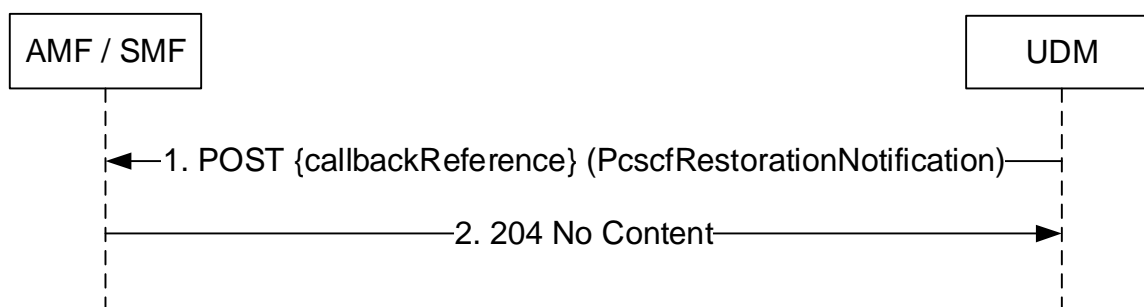 AMF / SMF
UDM
1. POST {callbackReference} (PcscfRestorationNotification)
2. 204 No Content